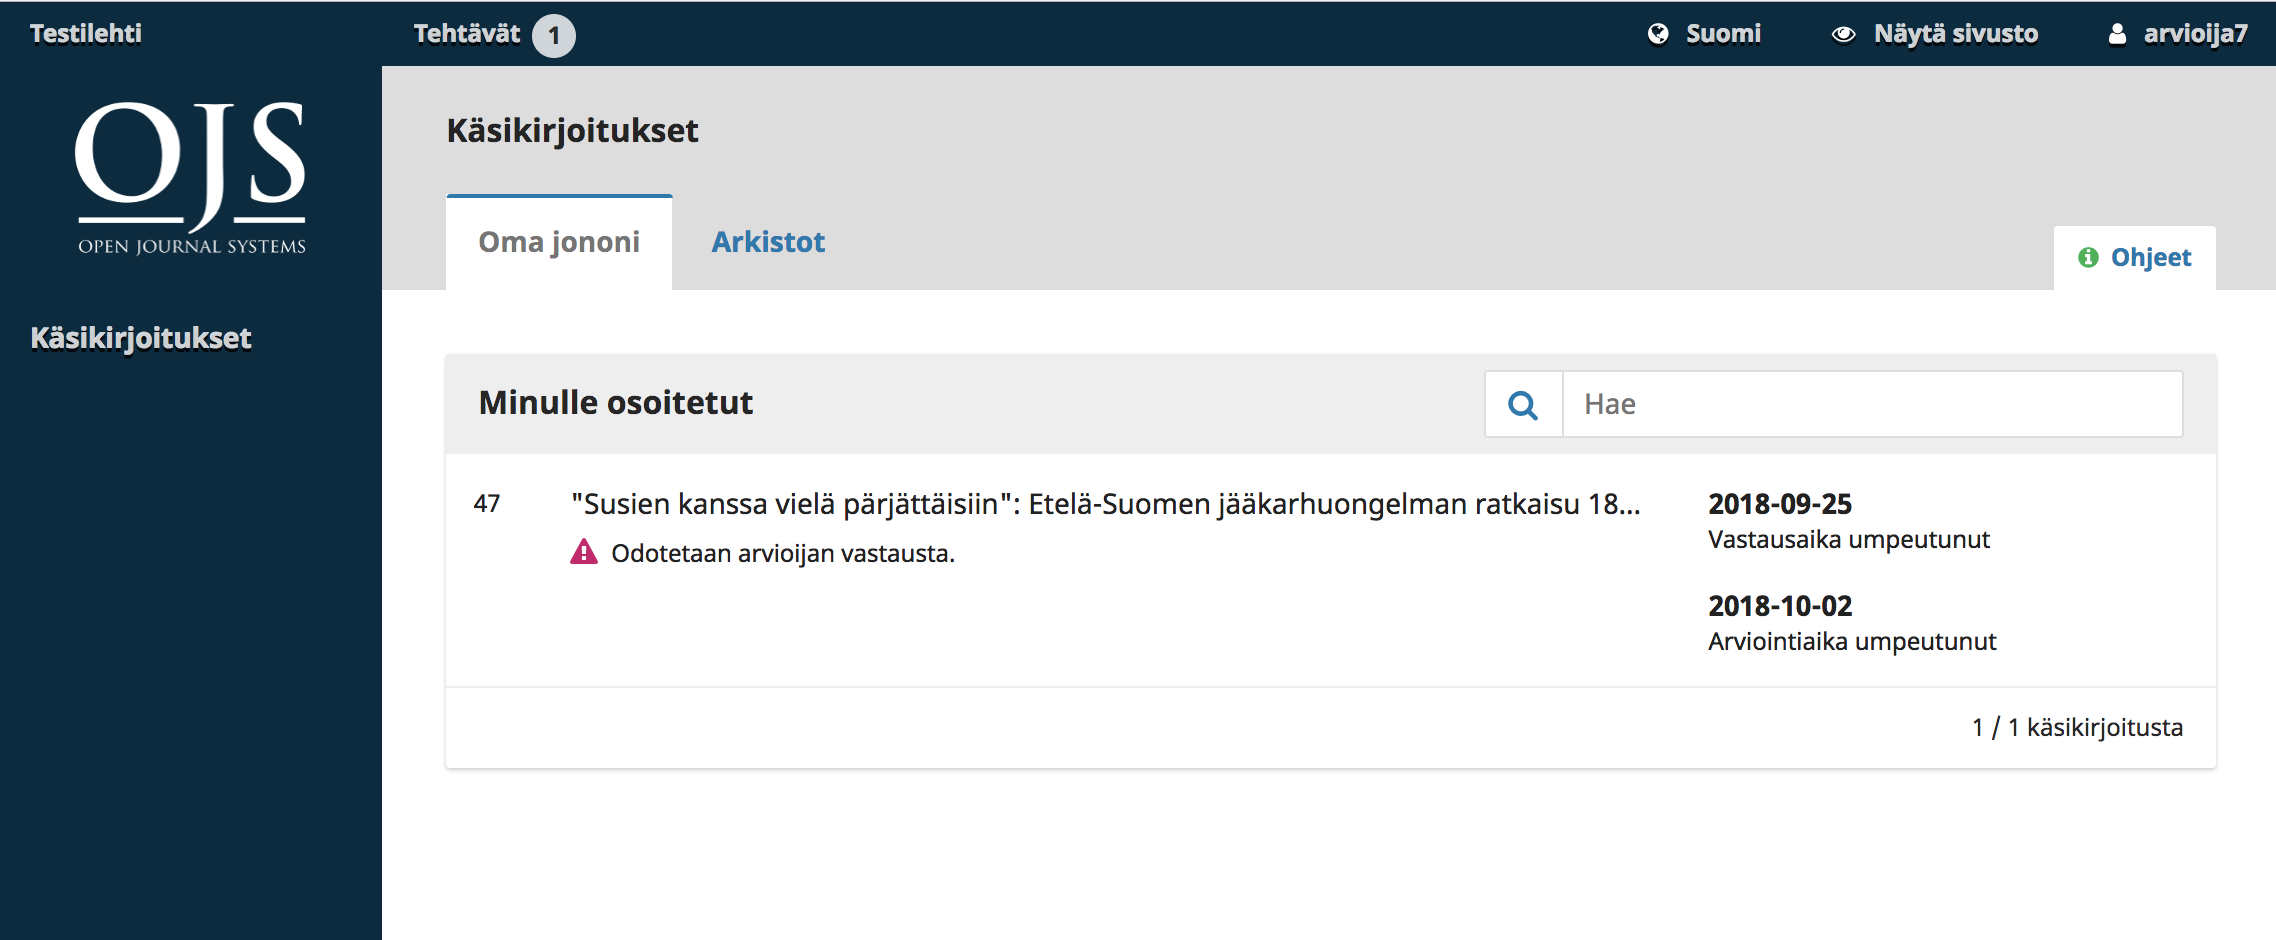 Testilehti
Tehtävät 1
Suomi
Näytä sivusto
arvioija7
OJS
OPEN JOURNAL SYSTEMS
Käsikirjoitukset
Käsikirjoitukset
Oma jononi
Arkistot
Ohjeet
Minulle osoitetut
Hae
47
"Susien kanssa vielä pärjättäisiin": Etelä-Suomen jääkarhuongelman ratkaisu 18...
Odotetaan arvioijan vastausta.
2018-09-25
Vastausaika umpeutunut
2018-10-02
Arviointiaika umpeutunut
1 / 1 käsikirjoitusta